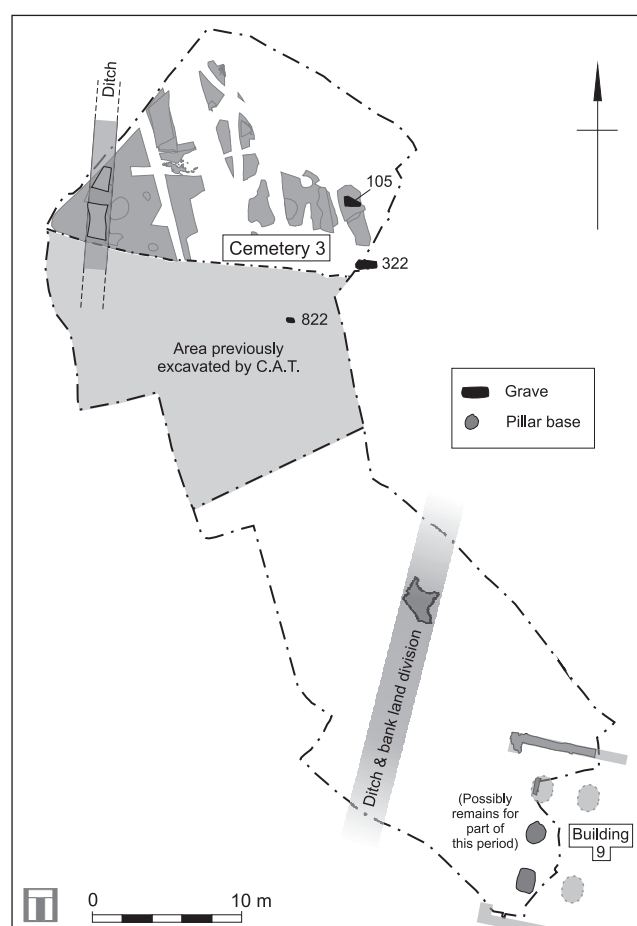 Ditch
105
Cemetery 3
322
822
Area previously
excavated by C.A.T.
Grave
Pillar base
Ditch & bank land division
(Possibly
remains for
part of
this period)
Building
9
0 10 m